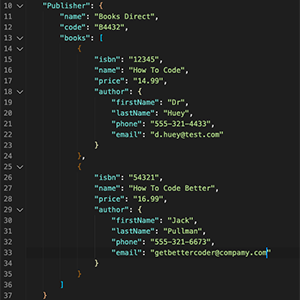 10 "Publisher": {
11 "name": "Books Direct",
12 "code": "B4432",
13 "books": [
14 {
15 "isbn": "12345",
16 "name": "How To Code",
17 "price": "14.99",
18 "author": {
19 "firstName": "Dr",
20 "lastName": "Huey",
21 "phone": "555-321-4433",
22 "email": "d.huey@test.com"
23 }
24 },
25 {
26 "isbn": "54321",
27 "name": "How To Code Better",
28 "price": "16.99",
29 "author": {
30 "firstName": "Jack",
31 "lastName": "Pullman",
32 "phone": "555-321-6673",
33 "email": "getbettercoder@compamy.com"
34 }
35 }
36 ]
37 }